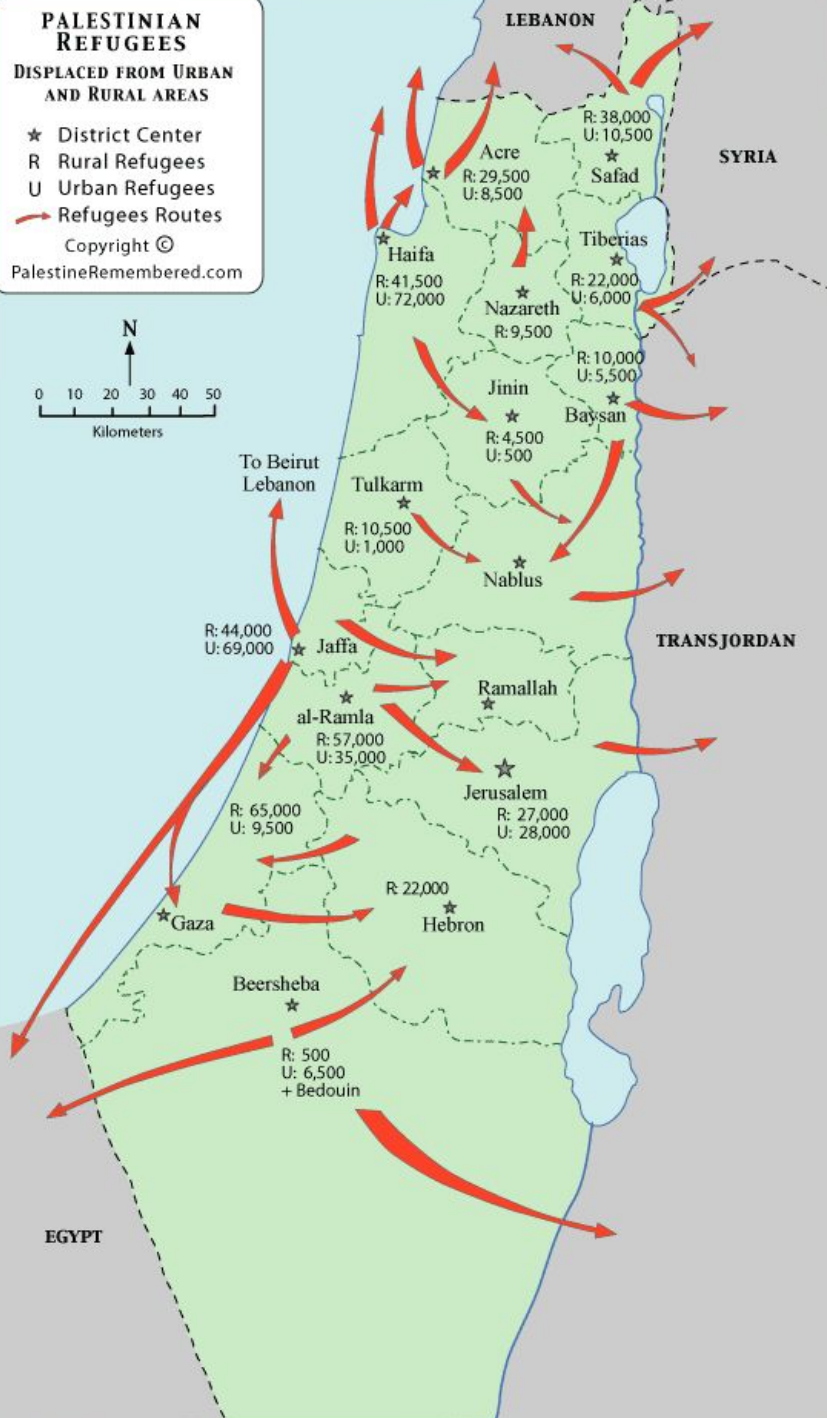 PALESTINIAN
REFUGEES
DISPLACED FROM URBAN
AND RURAL AREAS
District Center
R Rural Refugees
U Urban Refugees
Refugees Routes
Copyright ©
PalestineRemembered.com
N
0 10 20 30 40 50
Kilometers
LEBANON
SYRIA
R: 38,000
U: 10,500
Safad
Acre
R: 29,500
U: 8,500
Tiberias
R: 22,000
U: 6,000
Haifa
R: 41,500
U: 72,000
Nazareth
R: 9,500
R: 10,000
U: 5,500
Baysan
Jinin
R: 4,500
U: 500
To Beirut
Lebanon
Tulkarm
R: 10,500
U: 1,000
Nablus
TRANSJORDAN
R: 44,000
U: 69,000
Jaffa
Ramallah
al-Ramla
R: 57,000
U: 35,000
Jerusalem
R: 27,000
U: 28,000
R: 65,000
U: 9,500
Gaza
R: 22,000
Hebron
Beersheba
R: 500
U: 6,500
+ Bedouin
EGYPT